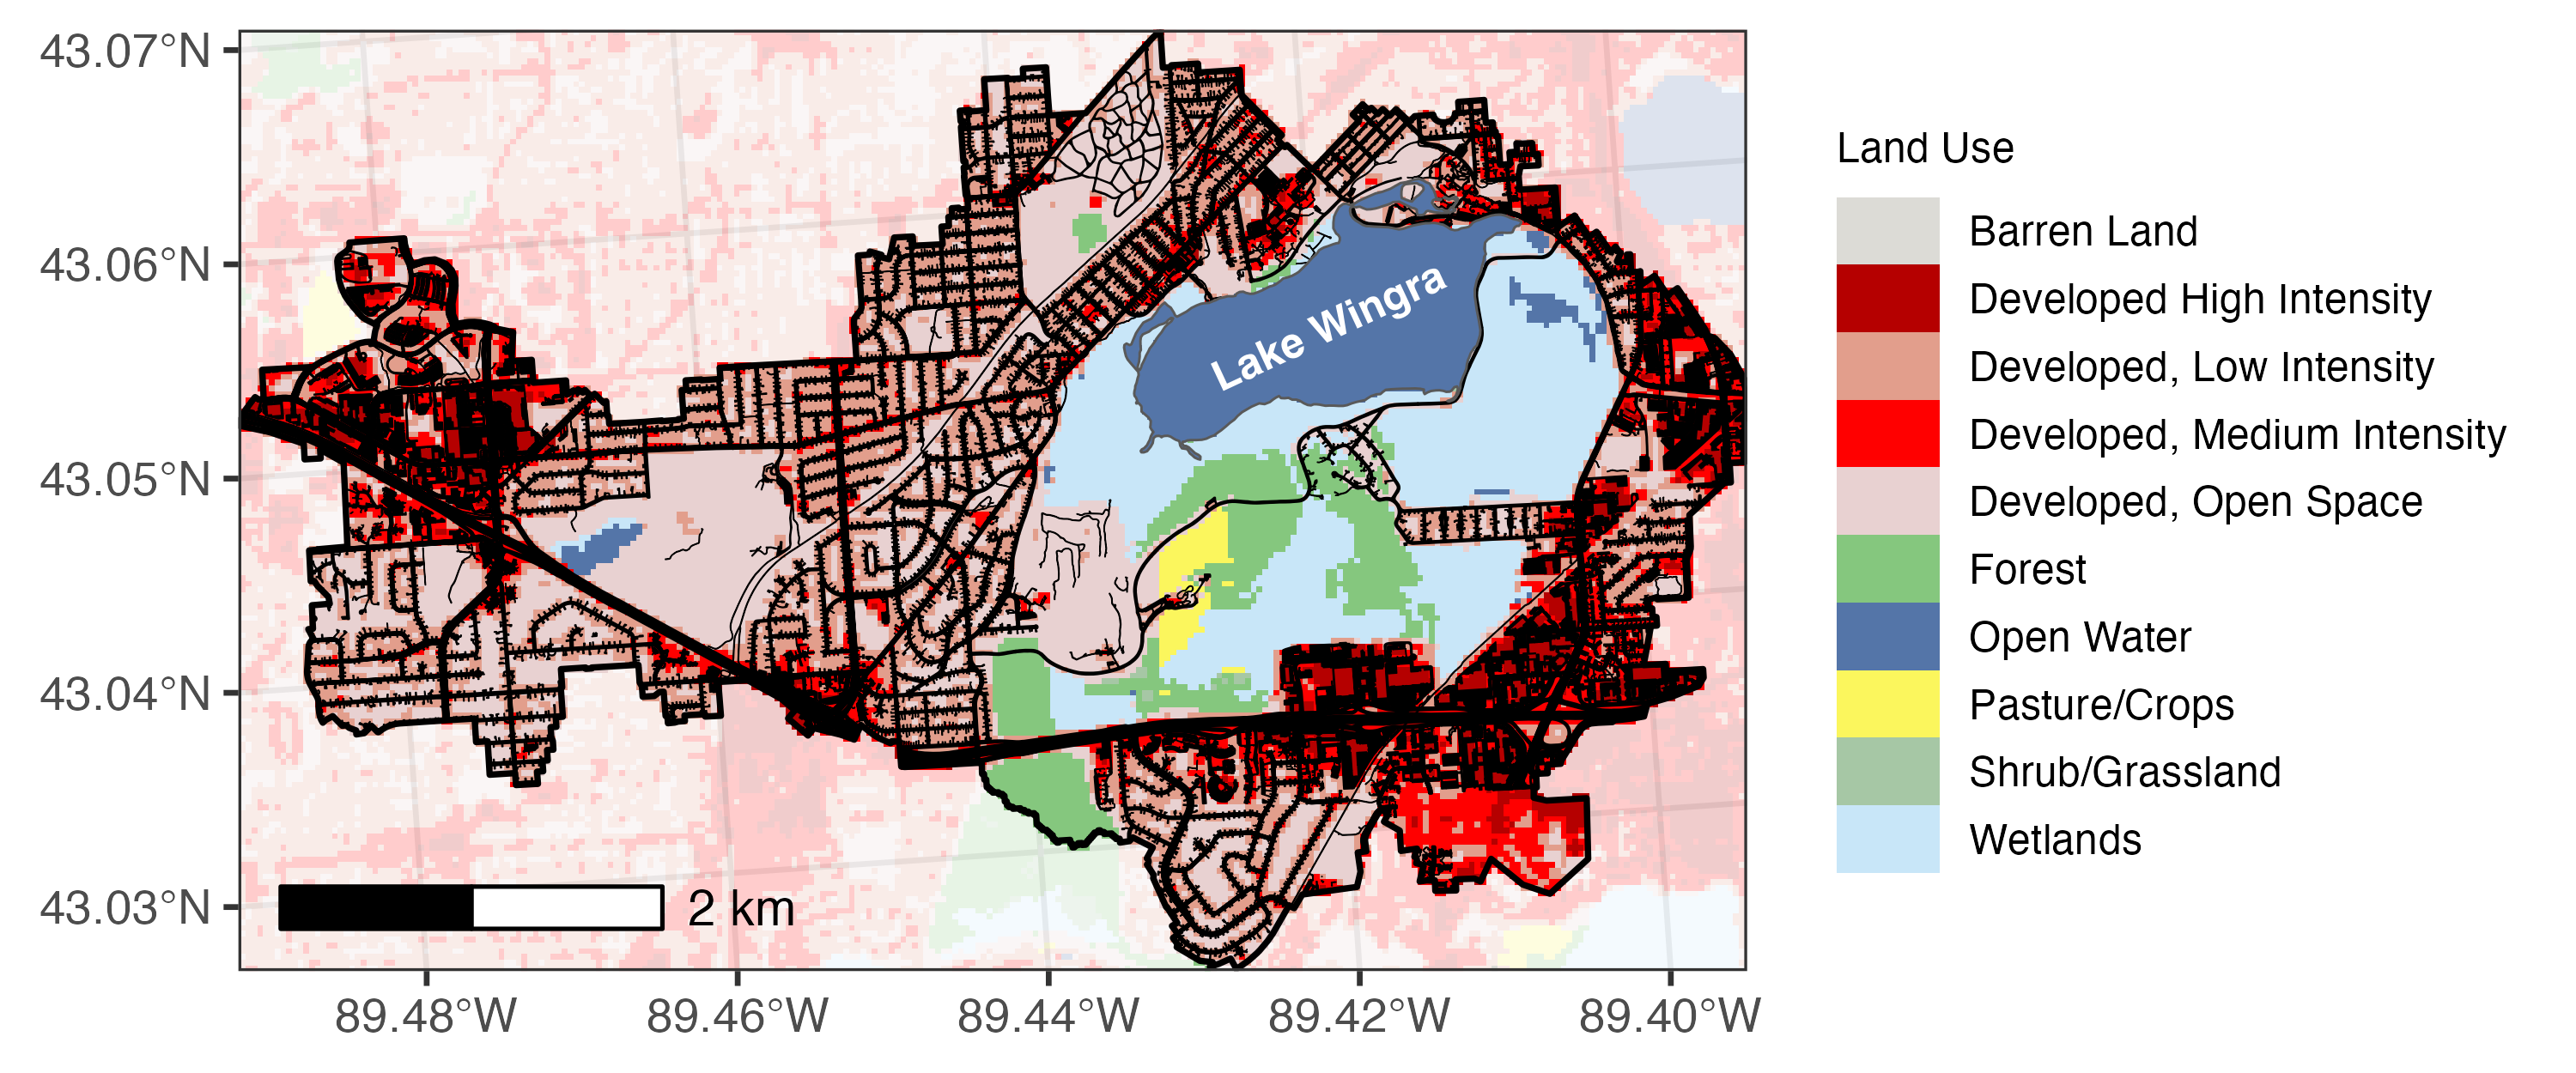 43.07°N
43.06°N
43.05°N
43.04°N
43.03°N
Lake Wingra
2 km
89.48°W
89.46°W
89.44°W
89.42°W
89.40°W
Land Use
Barren Land
Developed High Intensity
Developed, Low Intensity
Developed, Medium Intensity
Developed, Open Space
Forest
Open Water
Pasture/Crops
Shrub/Grassland
Wetlands